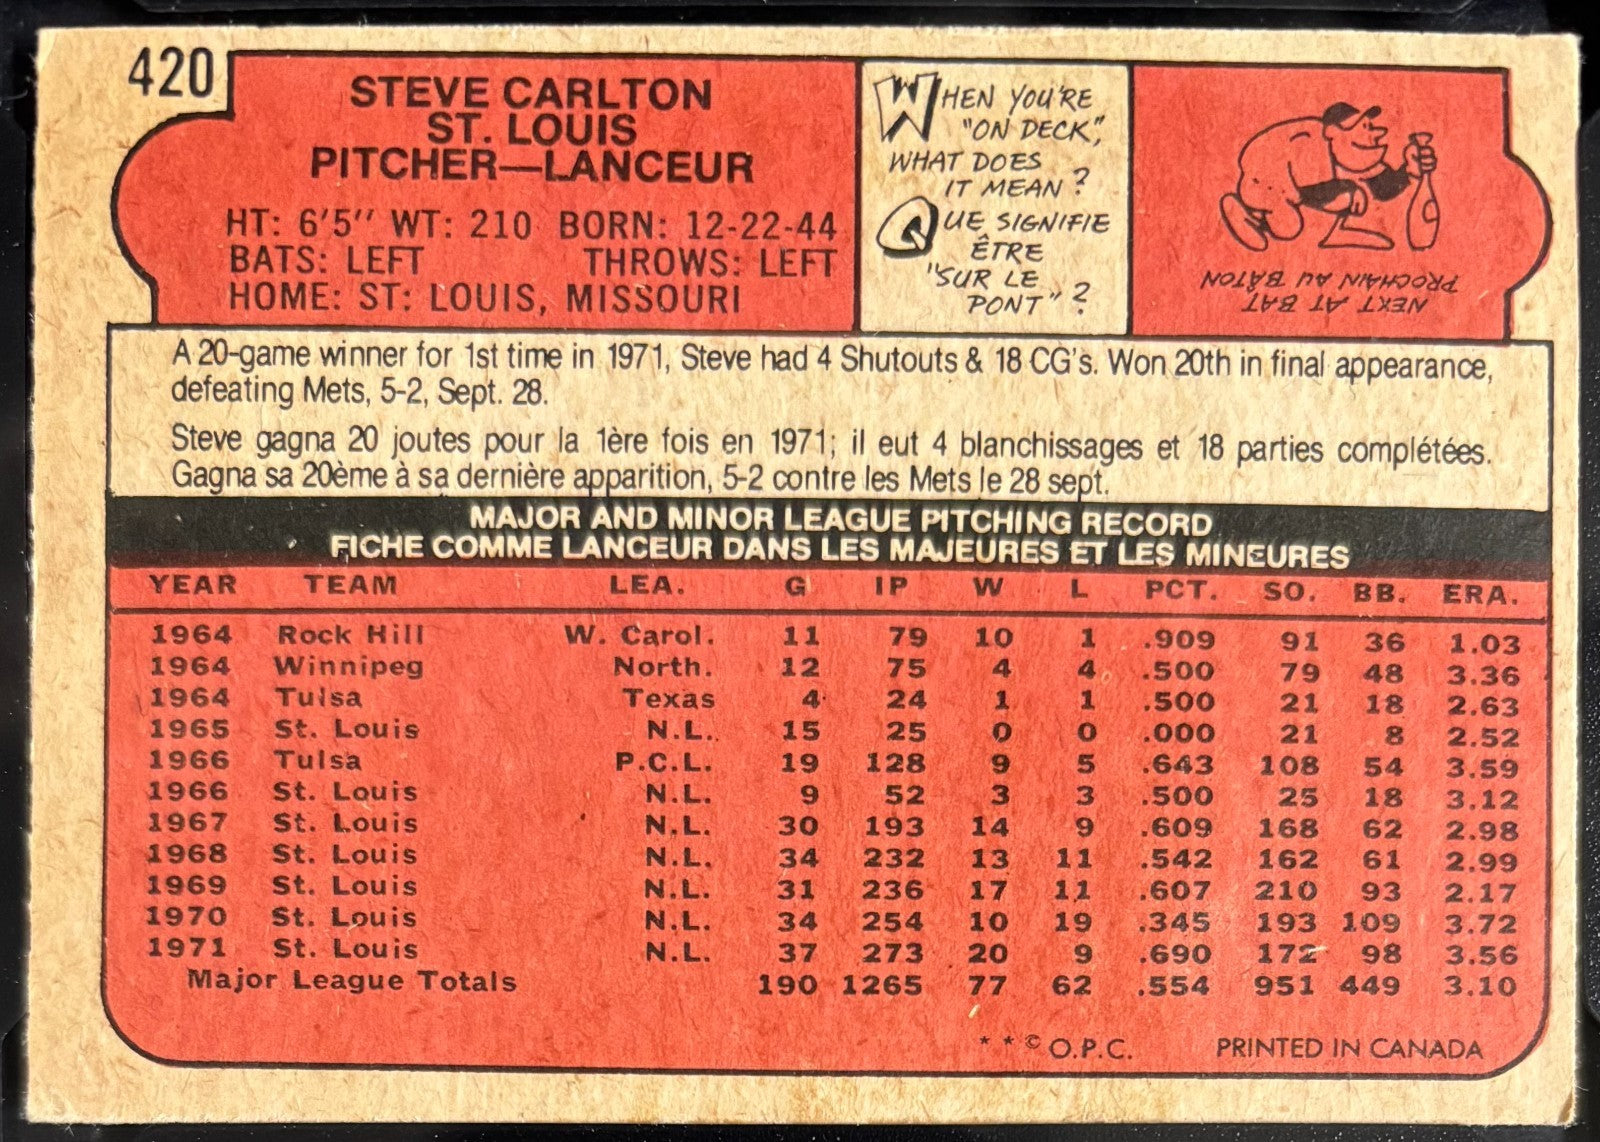 420
STEVE CARLTON
ST. LOUIS
PITCHER—LANCEUR
HT: 6'5" WT: 210 BORN: 12-22-44
BATS: LEFT THROWS: LEFT
HOME: ST: LOUIS, MISSOURI
WHEN YOU'RE
"ON DECK",
WHAT DOES
IT MEAN?
QUE SIGNIFIE
ÊTRE
"SUR LE
PONT"?
NEXT AT BAT
PROCHAIN AU BÂTON
A 20-game winner for 1st time in 1971, Steve had 4 Shutouts & 18 CG's. Won 20th in final appearance,
defeating Mets, 5-2, Sept. 28.
Steve gagna 20 joutes pour la 1ère fois en 1971; il eut 4 blanchissages et 18 parties complétées.
Gagna sa 20ème à sa dernière apparition, 5-2 contre les Mets le 28 sept.
MAJOR AND MINOR LEAGUE PITCHING RECORD
FICHE COMME LANCEUR DANS LES MAJEURES ET LES MINEURES
YEAR TEAM LEA. G IP W L PCT. SO. BB. ERA.
1964 Rock Hill W. Carol. 11 79 10 1 .909 91 36 1.03
1964 Winnipeg North. 12 75 4 4 .500 79 48 3.36
1964 Tulsa Texas 4 24 1 1 .500 21 18 2.63
1965 St. Louis N.L. 15 25 0 0 .000 21 8 2.52
1966 Tulsa P.C.L. 19 128 9 5 .643 108 54 3.59
1966 St. Louis N.L. 9 52 3 3 .500 25 18 3.12
1967 St. Louis N.L. 30 193 14 9 .609 168 62 2.98
1968 St. Louis N.L. 34 232 13 11 .542 162 61 2.99
1969 St. Louis N.L. 31 236 17 11 .607 210 93 2.17
1970 St. Louis N.L. 34 254 10 19 .345 193 109 3.72
1971 St. Louis N.L. 37 273 20 9 .690 172 98 3.56
Major League Totals 190 1265 77 62 .554 951 449 3.10
* * © O.P.C. PRINTED IN CANADA